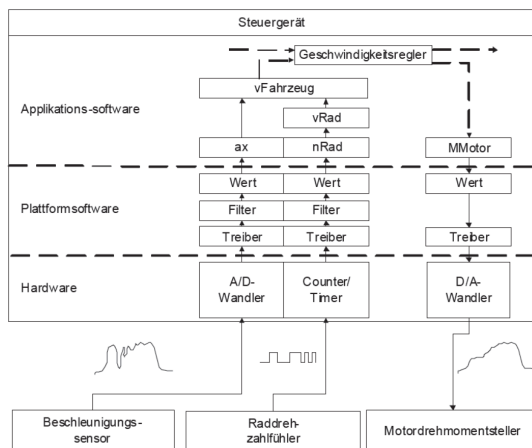 Steuergerät
Geschwindigkeitsregler
vFahrzeug
Applikations-software
vRad
ax
nRad
MMotor
Wert
Wert
Wert
Plattformsoftware
Filter
Filter
Treiber
Treiber
Treiber
Hardware
A/D-
Wandler
Counter/
Timer
D/A-
Wandler
Beschleunigungs-
sensor
Raddreh-
zahlfühler
Motordrehmomentsteller